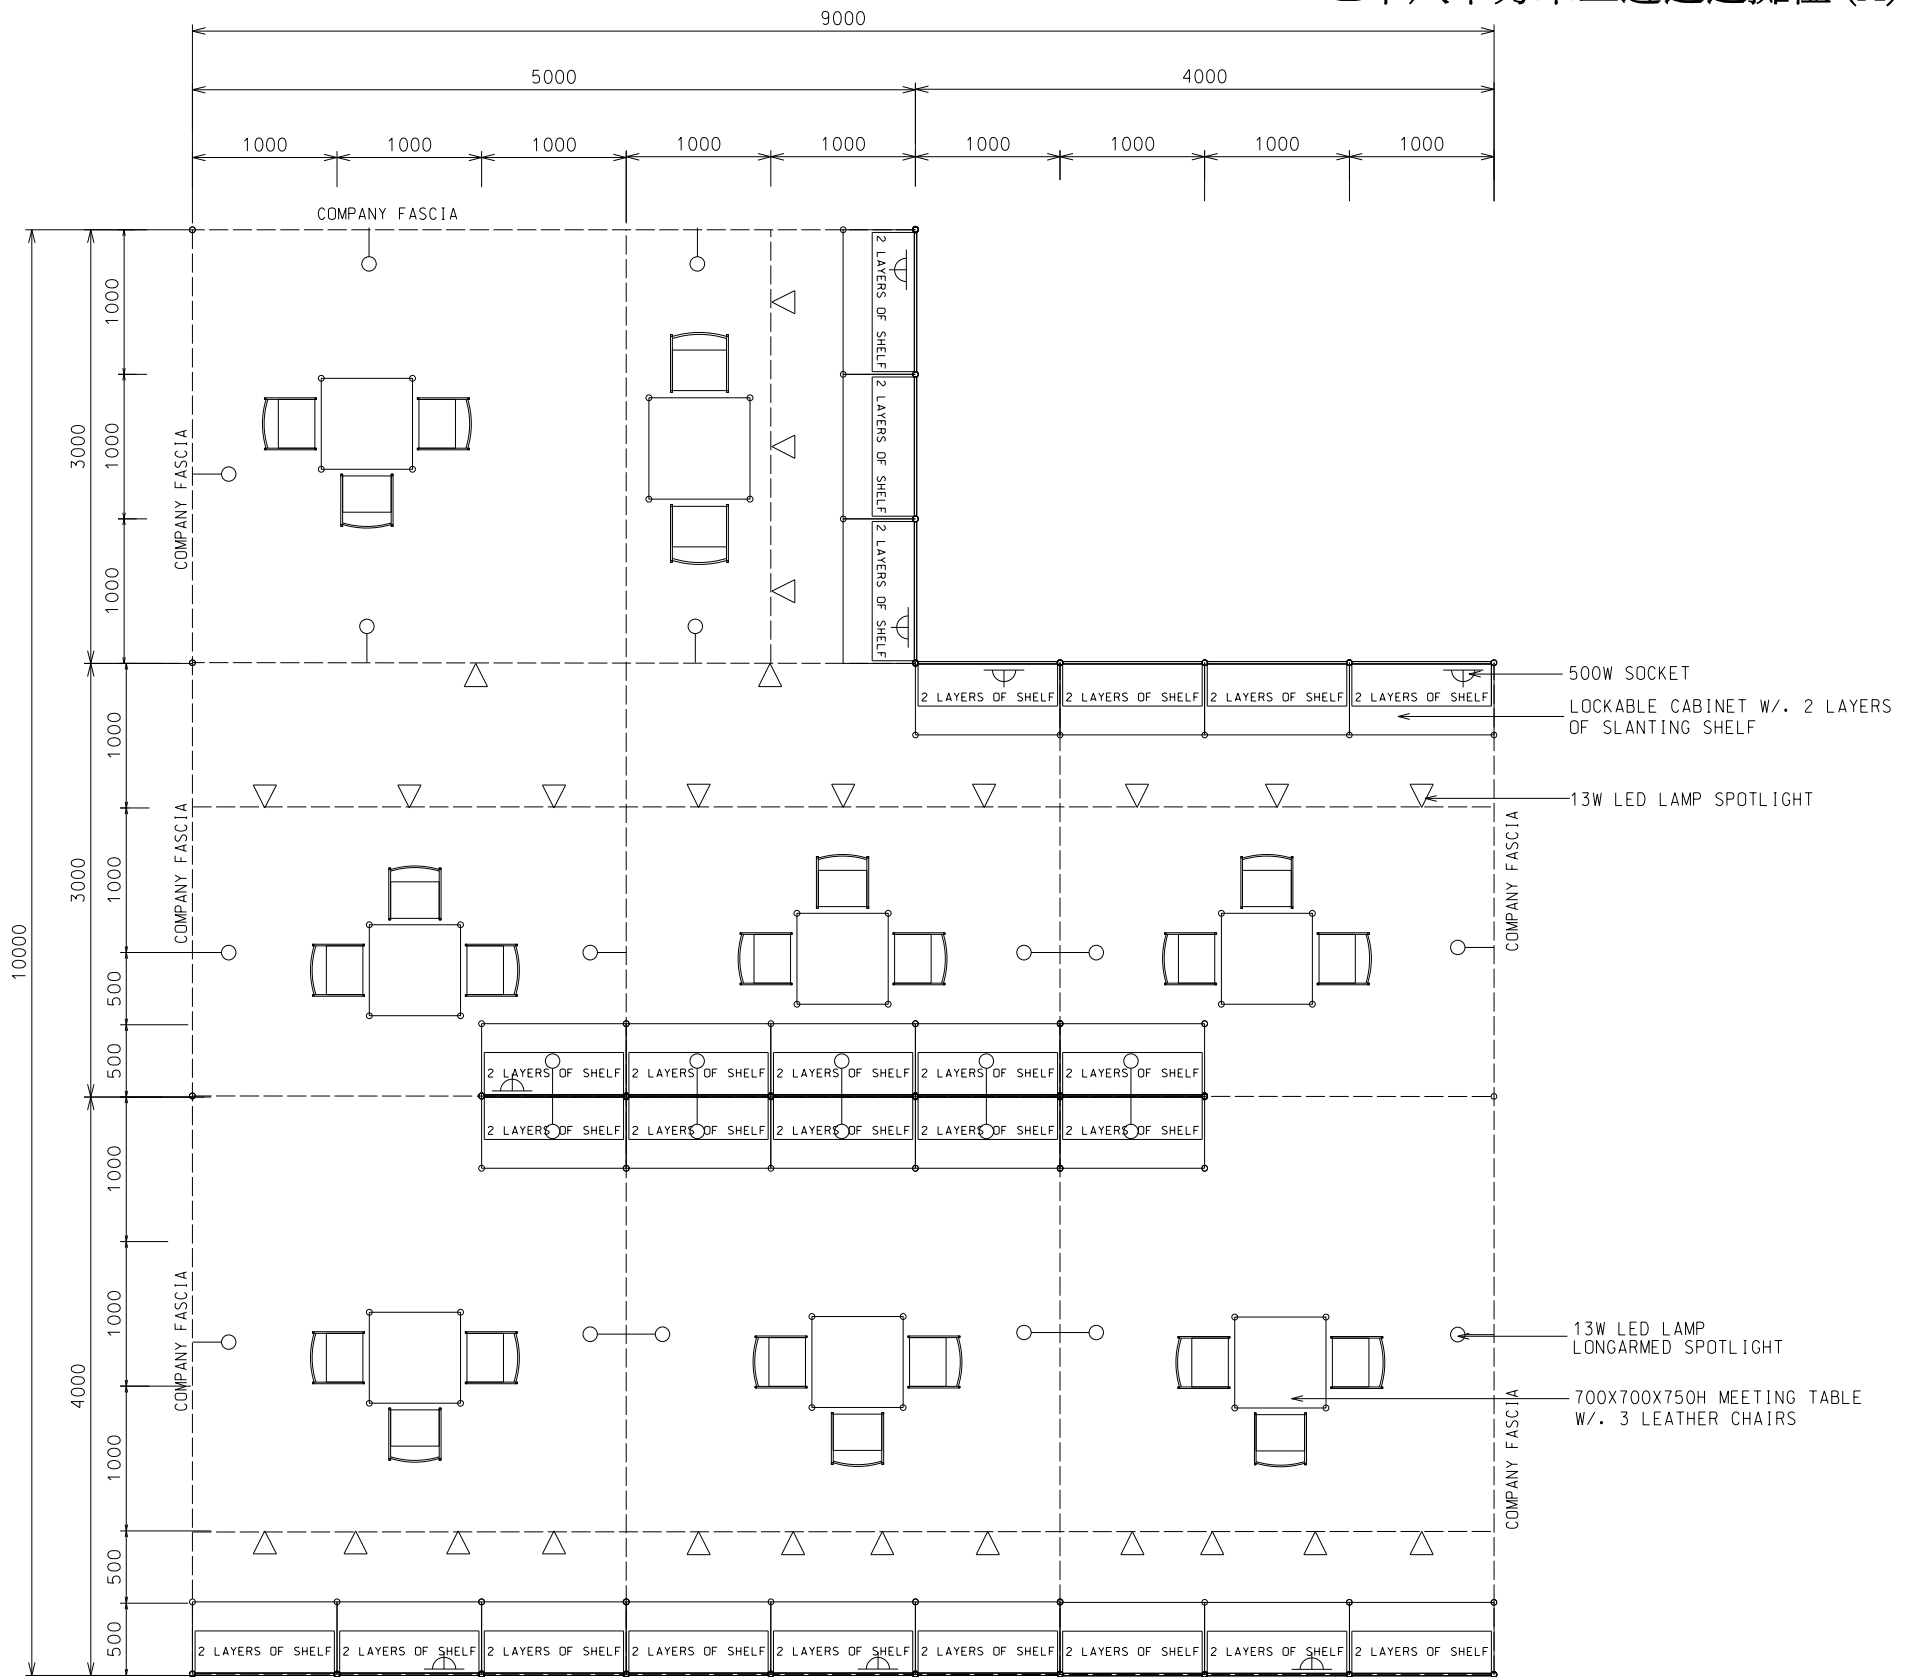 9000
5000
4000
1000
1000
1000
1000
1000
1000
1000
1000
1000
COMPANY FASCIA
2 LAYERS OF SHELF
2 LAYERS OF SHELF
2 LAYERS OF SHELF
COMPANY FASCIA
10000
3000
1000
1000
1000
2 LAYERS OF SHELF
2 LAYERS OF SHELF
2 LAYERS OF SHELF
2 LAYERS OF SHELF
500W SOCKET
LOCKABLE CABINET W/. 2 LAYERS
OF SLANTING SHELF
13W LED LAMP SPOTLIGHT
3000
1000
1000
500
500
COMPANY FASCIA
COMPANY FASCIA
2 LAYERS OF SHELF
2 LAYERS OF SHELF
2 LAYERS OF SHELF
2 LAYERS OF SHELF
2 LAYERS OF SHELF
2 LAYERS OF SHELF
2 LAYERS OF SHELF
2 LAYERS OF SHELF
2 LAYERS OF SHELF
2 LAYERS OF SHELF
4000
1000
1000
1000
500
500
COMPANY FASCIA
COMPANY FASCIA
13W LED LAMP
LONGARMED SPOTLIGHT
700X700X750H MEETING TABLE
W/. 3 LEATHER CHAIRS
2 LAYERS OF SHELF
2 LAYERS OF SHELF
2 LAYERS OF SHELF
2 LAYERS OF SHELF
2 LAYERS OF SHELF
2 LAYERS OF SHELF
2 LAYERS OF SHELF
2 LAYERS OF SHELF
2 LAYERS OF SHELF